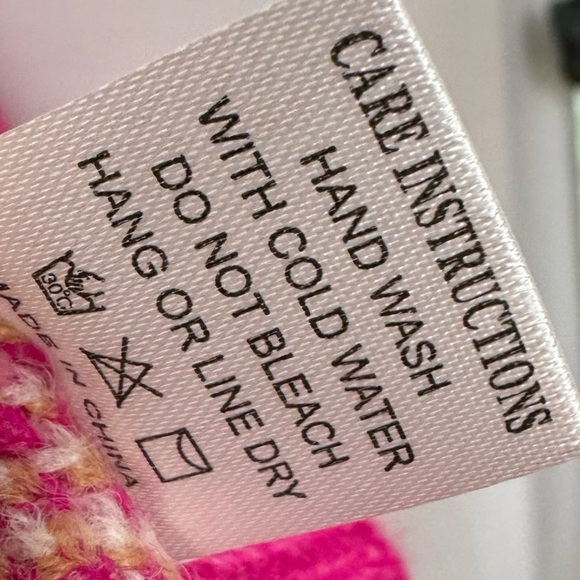 CARE INSTRUCTIONS
HAND WASH
WITH COLD WATER
DO NOT BLEACH
HANG OR LINE DRY
30°C
MADE IN CHINA